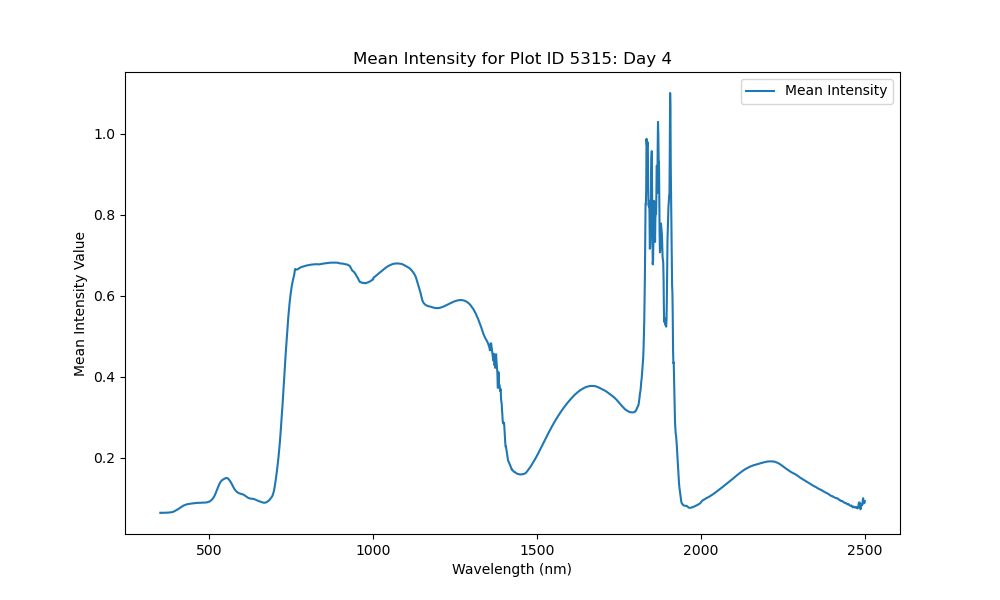 Mean Intensity for Plot ID 5315: Day 4
Mean Intensity
Mean Intensity Value
1.0
0.8
0.6
0.4
0.2
500
1000
1500
2000
2500
Wavelength (nm)